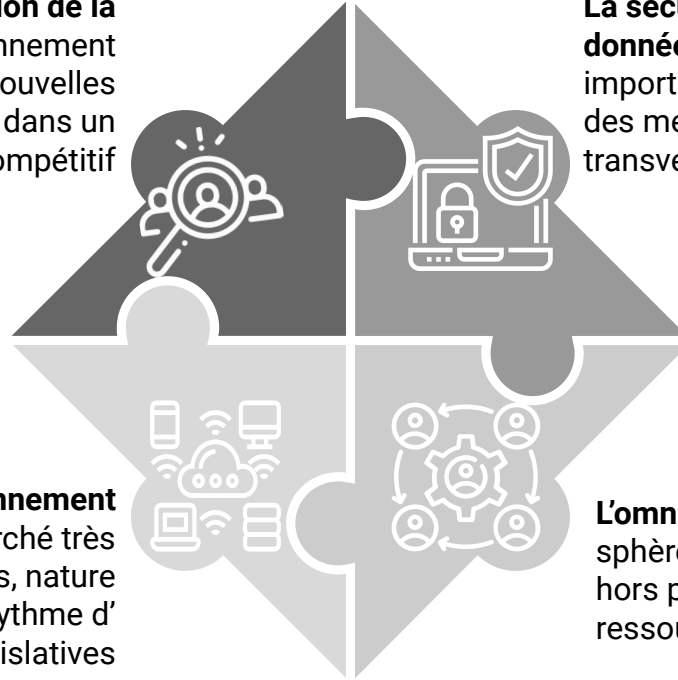 ion de la
nnement
ouvelles
dans un
ompétitif
La sécu
donnée
import
des me
transve
nnement
rché très
s, nature
ythme d’
islatives
L’omn
sphère
hors p
ressou